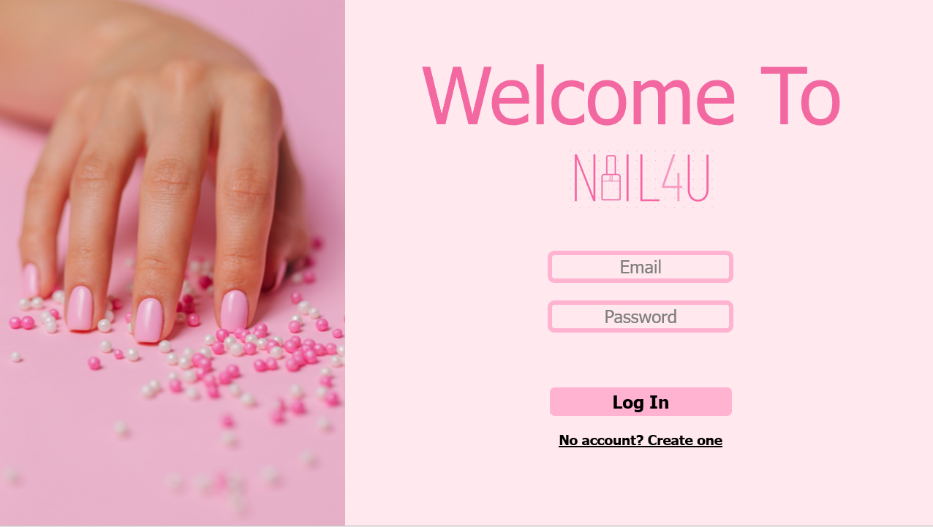 Welcome To
NAIL4U
Email
Password
Log In
No account? Create one